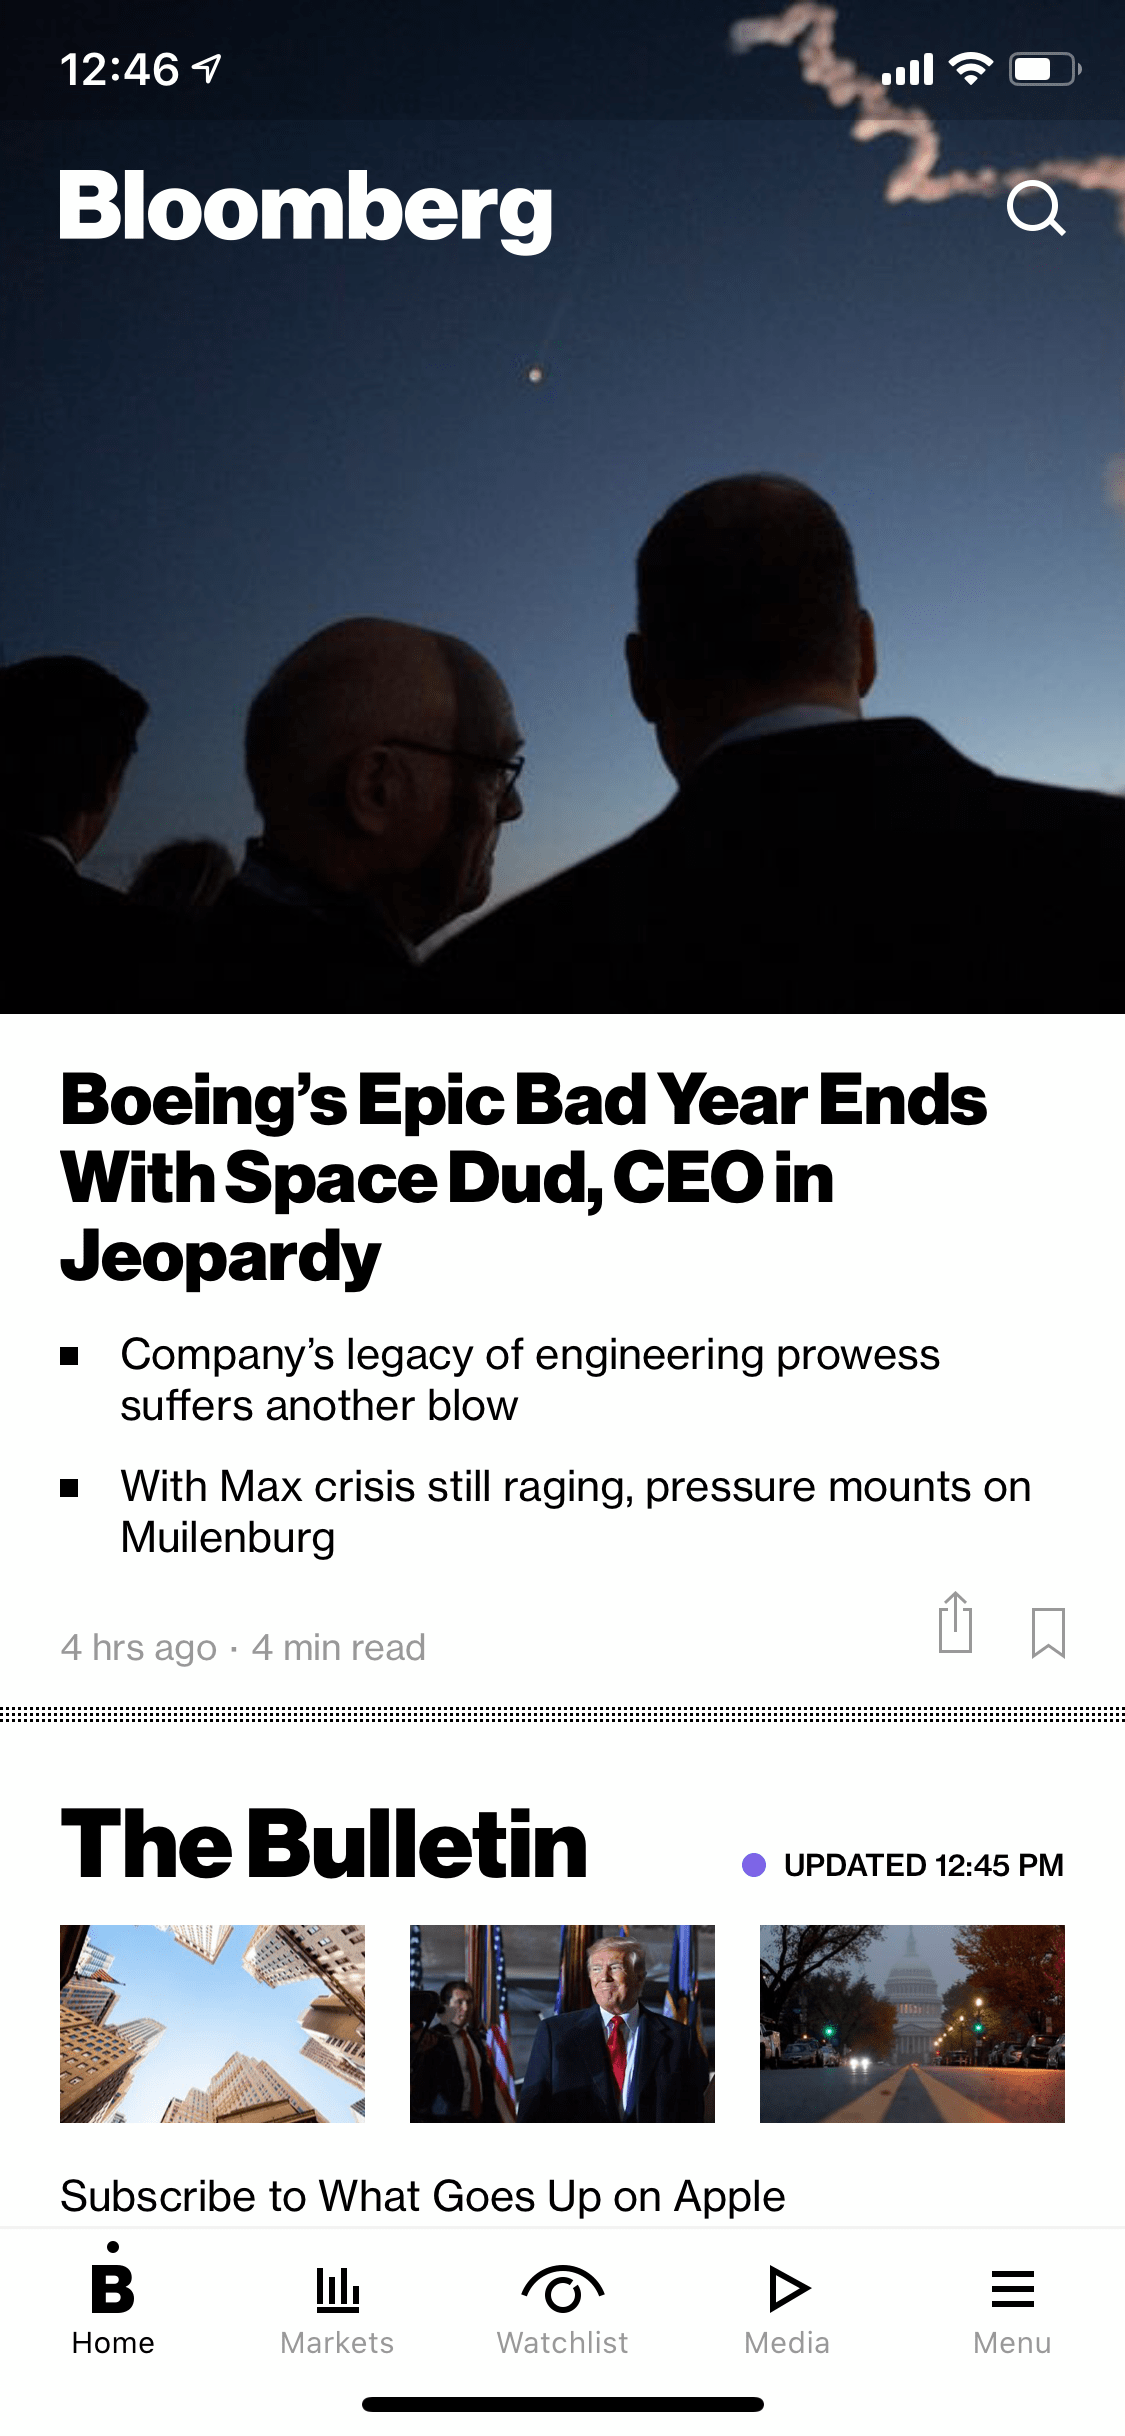 12:46
Bloomberg
Boeing’s Epic Bad Year Ends
With Space Dud, CEO in
Jeopardy
Company’s legacy of engineering prowess
suffers another blow
With Max crisis still raging, pressure mounts on
Muilenburg
4 hrs ago · 4 min read
The Bulletin
UPDATED 12:45 PM
Subscribe to What Goes Up on Apple
B
Home
Markets
Watchlist
Media
Menu